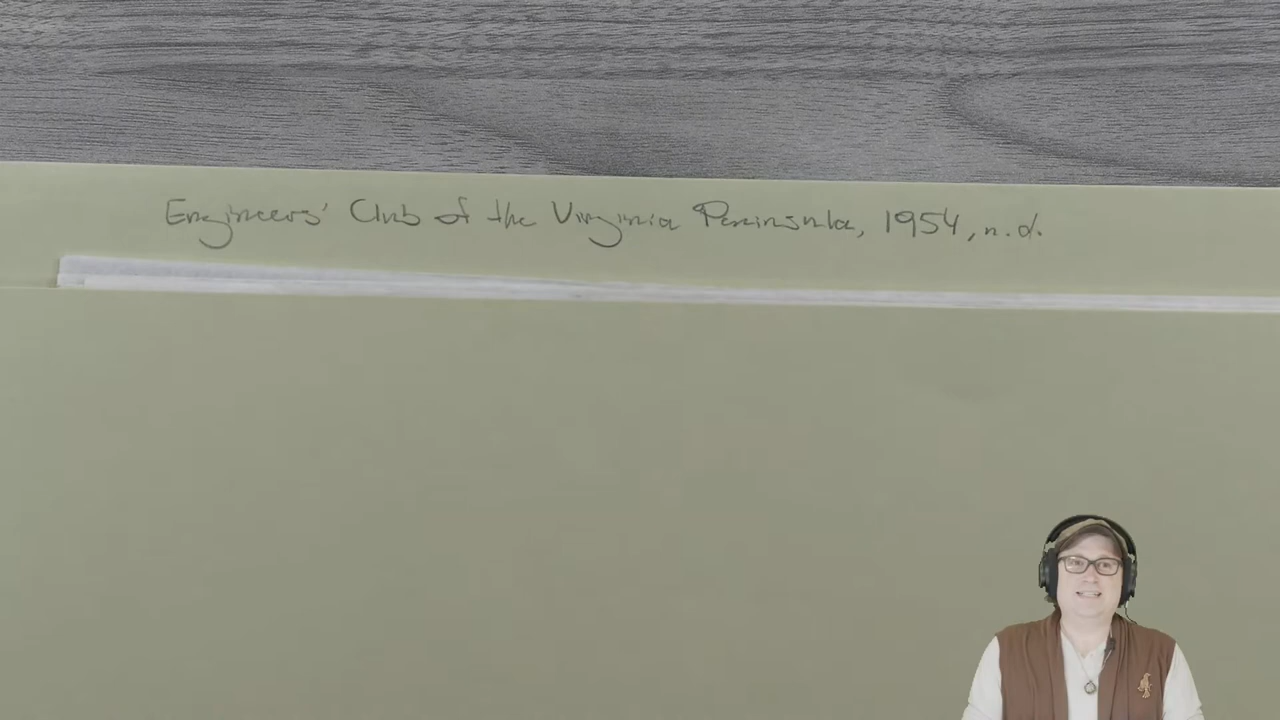 Engineers' Club of the Virginia Peninsula, 1954, n.d.